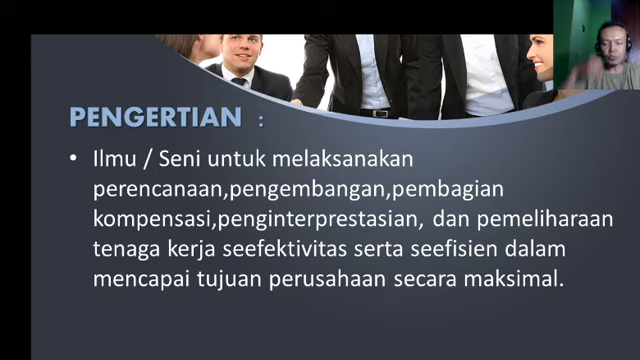 PENGERTIAN :
• Ilmu / Seni untuk melaksanakan
perencanaan,pengembangan,pembagian
kompensasi,penginterprestasian, dan pemeliharaan
tenaga kerja seefektivitas serta seefisien dalam
mencapai tujuan perusahaan secara maksimal.